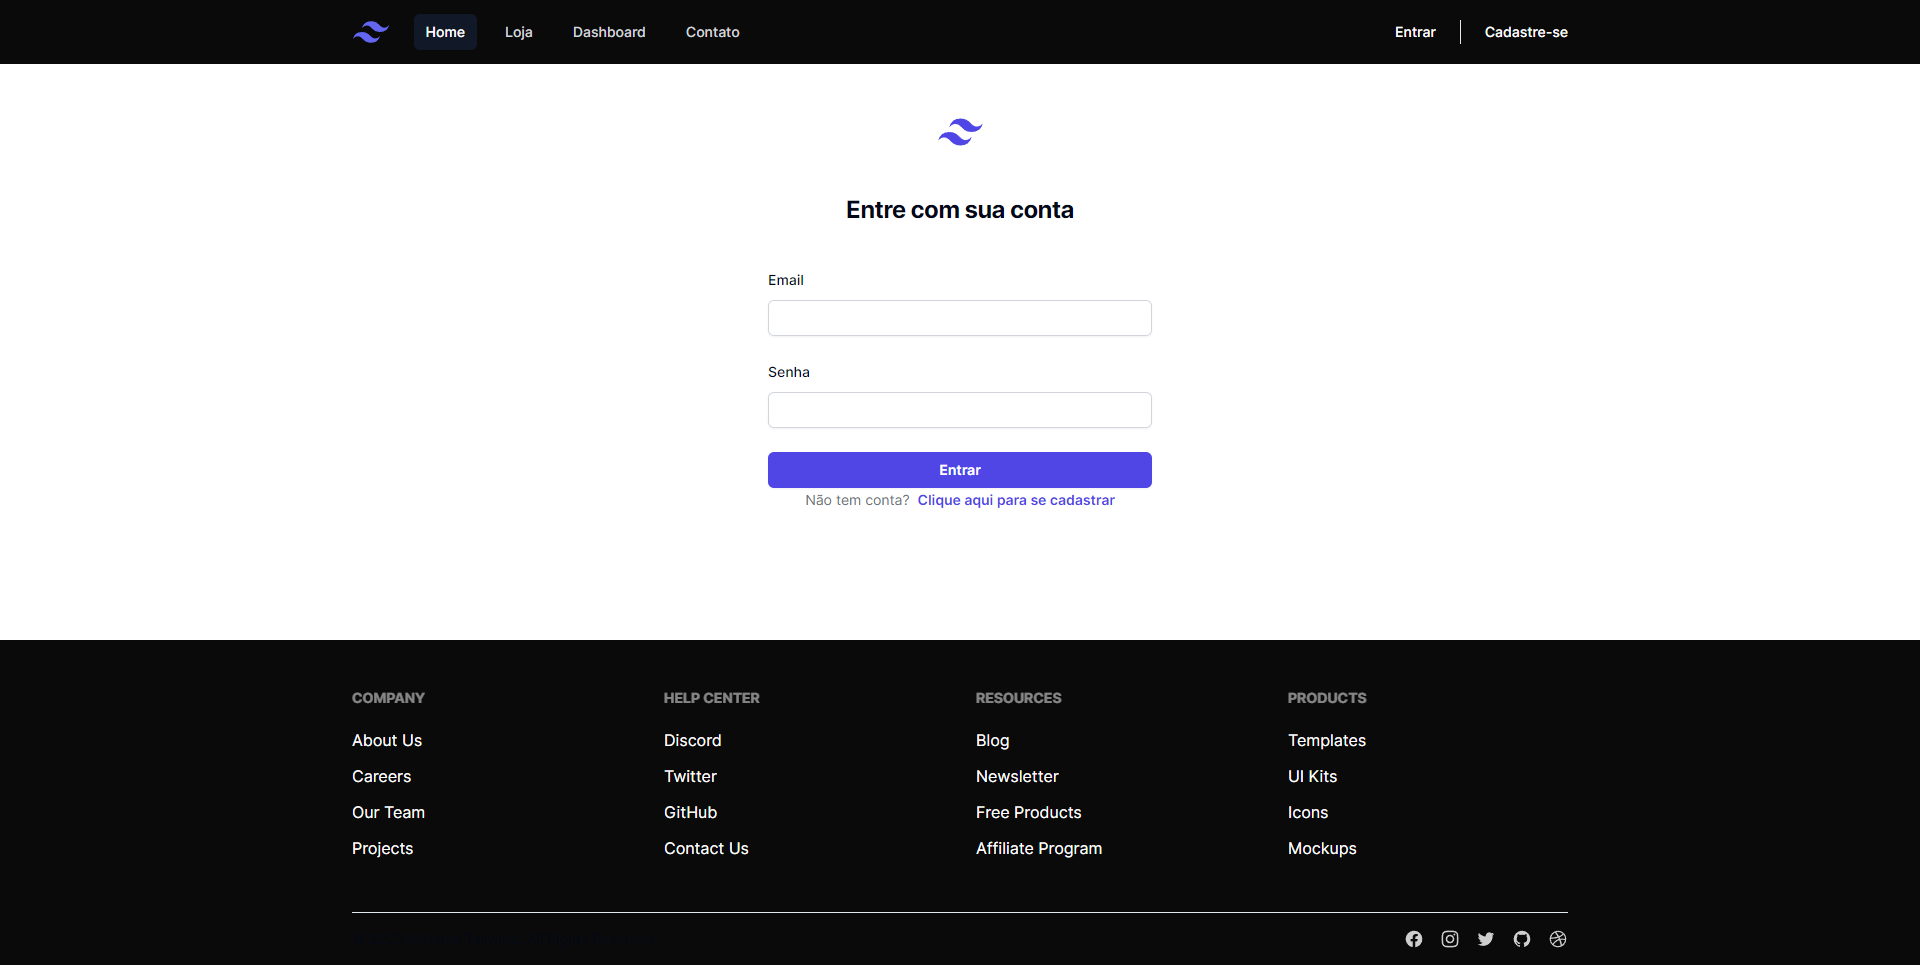 Home Loja Dashboard Contato Entrar Cadastre-se
Entre com sua conta
Email
Senha
Entrar
Não tem conta? Clique aqui para se cadastrar
COMPANY HELP CENTER RESOURCES PRODUCTS
About Us Discord Blog Templates
Careers Twitter Newsletter UI Kits
Our Team GitHub Free Products Icons
Projects Contact Us Affiliate Program Mockups